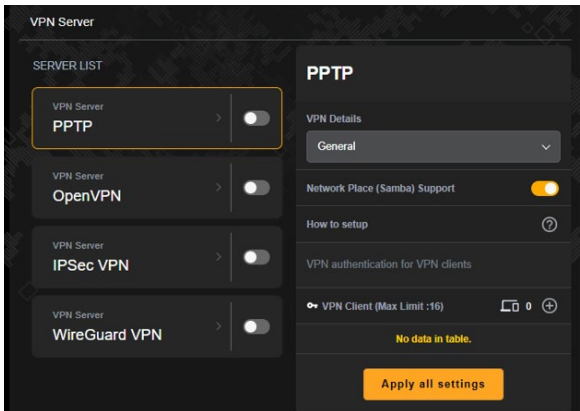 VPN Server
SERVER LIST
VPN Server
PPTP
VPN Server
OpenVPN
VPN Server
IPSec VPN
VPN Server
WireGuard VPN
PPTP
VPN Details
General
Network Place (Samba) Support
How to setup
VPN authentication for VPN clients
VPN Client (Max Limit :16)
0
No data in table.
Apply all settings